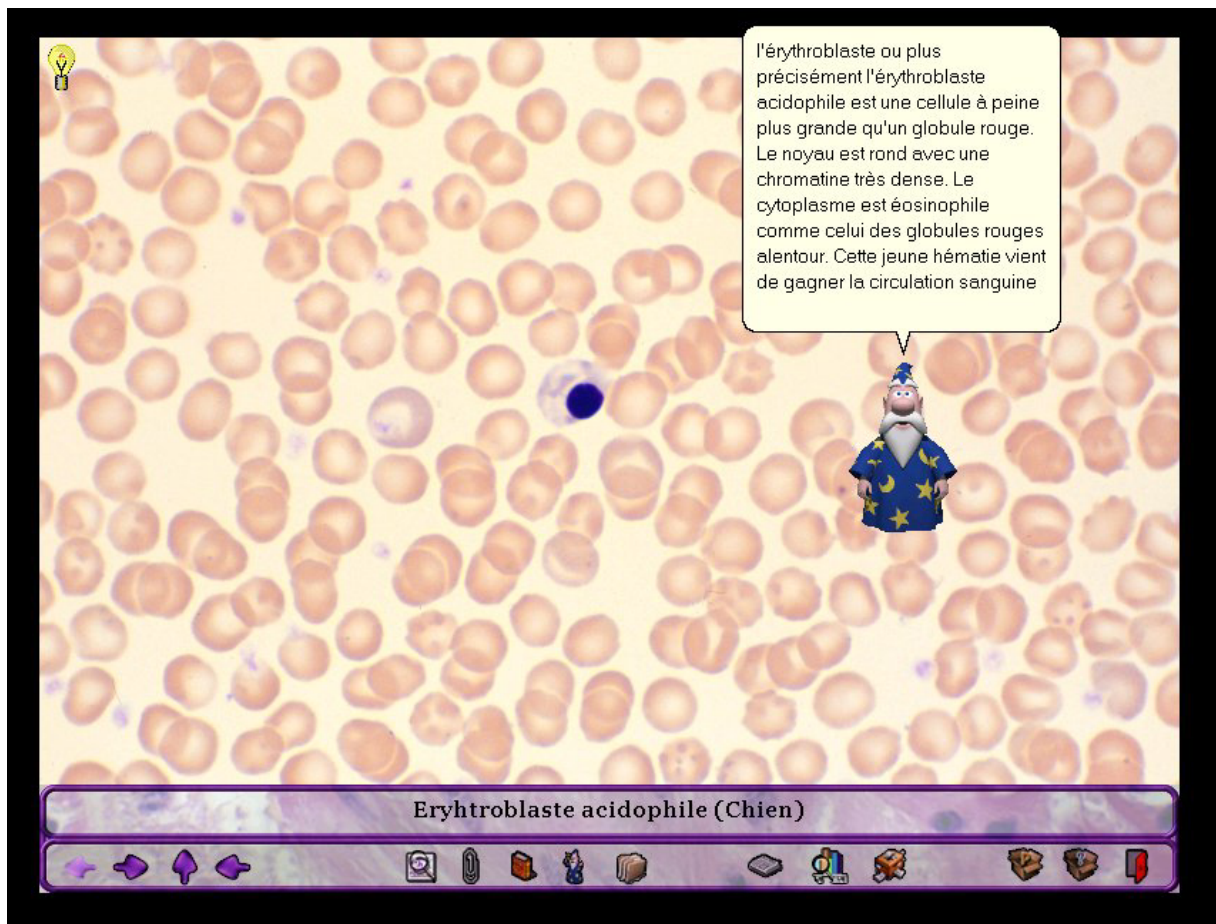 l'érythroblaste ou plus
précisément l'érythroblaste
acidophile est une cellule à peine
plus grande qu'un globule rouge.
Le noyau est rond avec une
chromatine très dense. Le
cytoplasme est éosinophile
comme celui des globules rouges
alentour. Cette jeune hématie vient
de gagner la circulation sanguine
Eryhtroblaste acidophile (Chien)